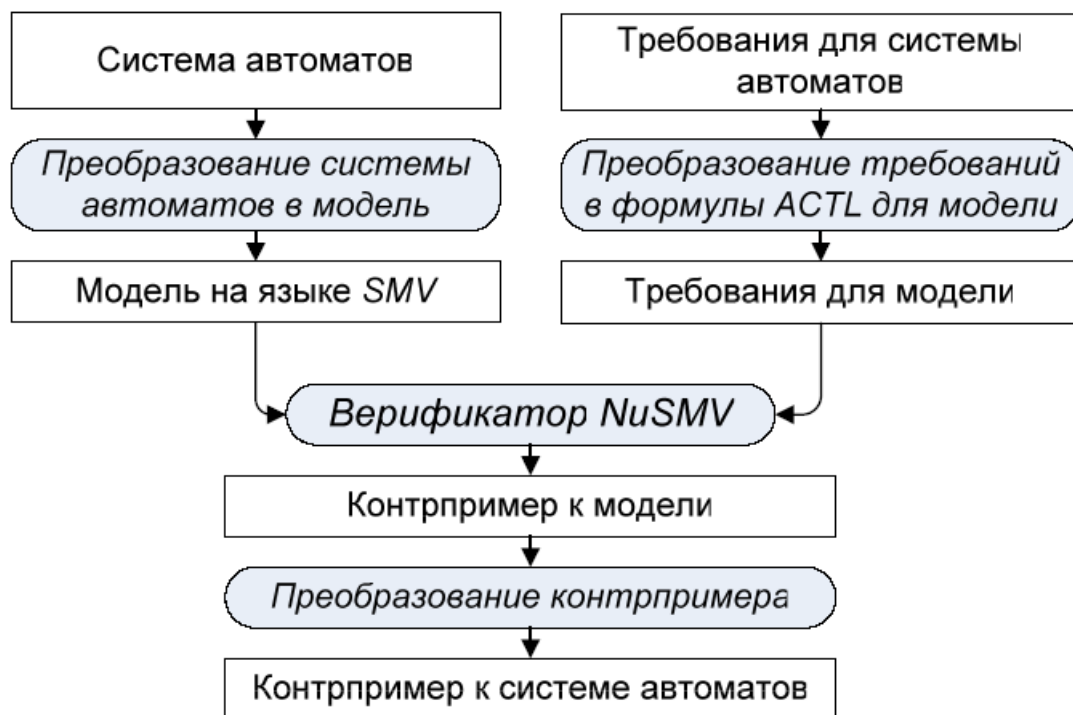 Система автоматов
Требования для системы
автоматов
Преобразование системы
автоматов в модель
Преобразование требований
в формулы ACTL для модели
Модель на языке SMV
Требования для модели
Верификатор NuSMV
Контрпример к модели
Преобразование контрпримера
Контрпример к системе автоматов